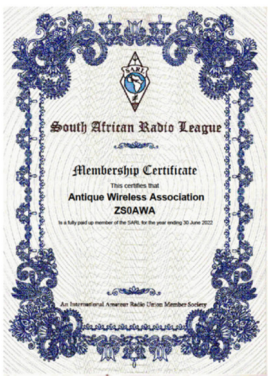 South African Radio League
Membership Certificate
This certifies that
Antique Wireless Association
ZS0AWA
Is a fully paid up member of the SARL for the year ending 30 June 2022
An International Amateur Radio Union Member Society